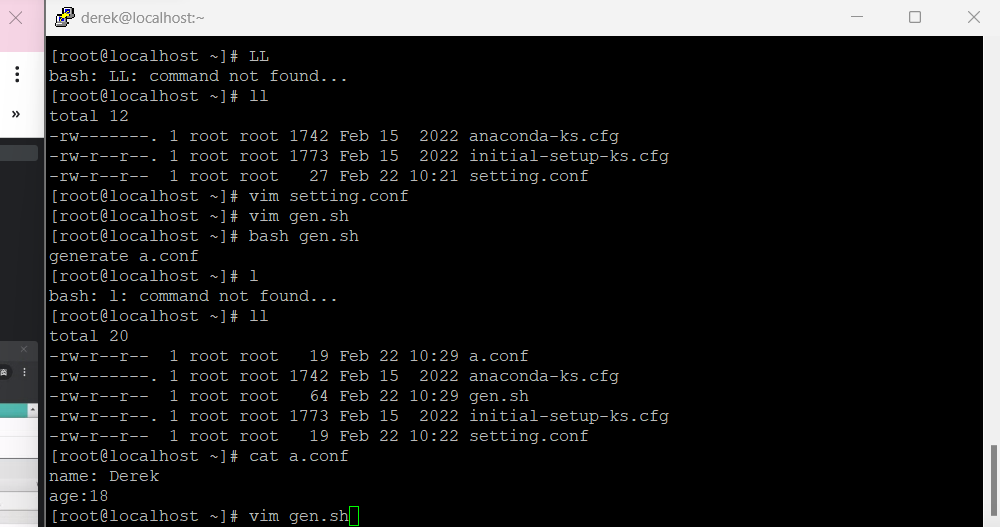 derek@localhost:~
[root@localhost ~]# LL
bash: LL: command not found...
[root@localhost ~]# ll
total 12
-rw-------. 1 root root 1742 Feb 15  2022 anaconda-ks.cfg
-rw-r--r--. 1 root root 1773 Feb 15  2022 initial-setup-ks.cfg
-rw-r--r--  1 root root   27 Feb 22 10:21 setting.conf
[root@localhost ~]# vim setting.conf
[root@localhost ~]# vim gen.sh
[root@localhost ~]# bash gen.sh
generate a.conf
[root@localhost ~]# l
bash: l: command not found...
[root@localhost ~]# ll
total 20
-rw-r--r--  1 root root   19 Feb 22 10:29 a.conf
-rw-------. 1 root root 1742 Feb 15  2022 anaconda-ks.cfg
-rw-r--r--  1 root root   64 Feb 22 10:29 gen.sh
-rw-r--r--. 1 root root 1773 Feb 15  2022 initial-setup-ks.cfg
-rw-r--r--  1 root root   19 Feb 22 10:22 setting.conf
[root@localhost ~]# cat a.conf
name: Derek
age:18
[root@localhost ~]# vim gen.sh